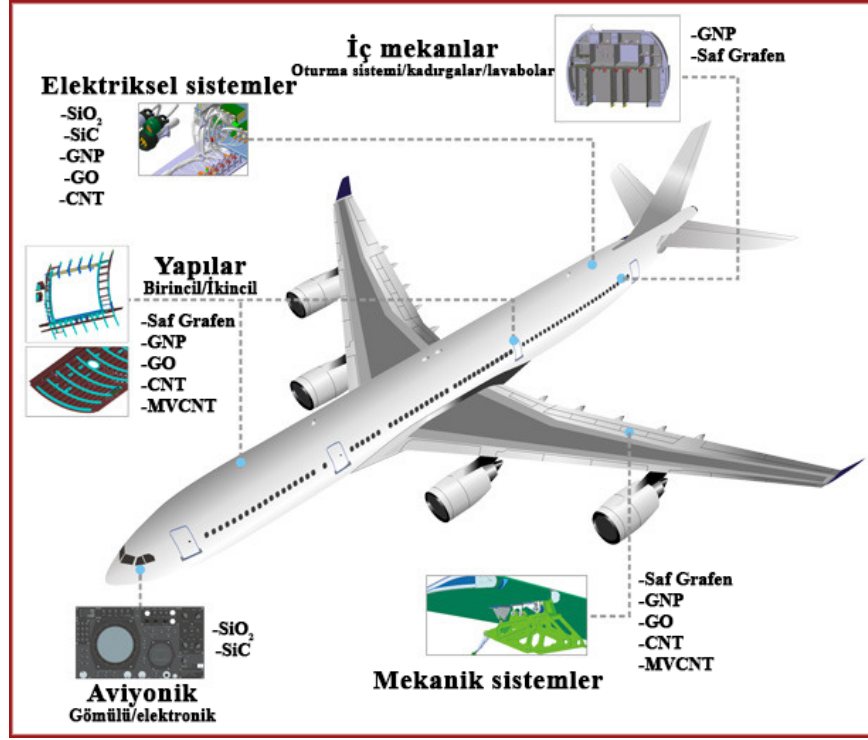 İç mekanlar
Oturma sistemi/kadırgalar/lavabolar
-GNP
-Saf Grafen
Elektriksel sistemler
-SiO₂
-SiC
-GNP
-GO
-CNT
Yapılar
Birincil/İkincil
-Saf Grafen
-GNP
-GO
-CNT
-MVCNT
-SiO₂
-SiC
Aviyonik
Gömülü/elektronik
-Saf Grafen
-GNP
-GO
-CNT
-MVCNT
Mekanik sistemler